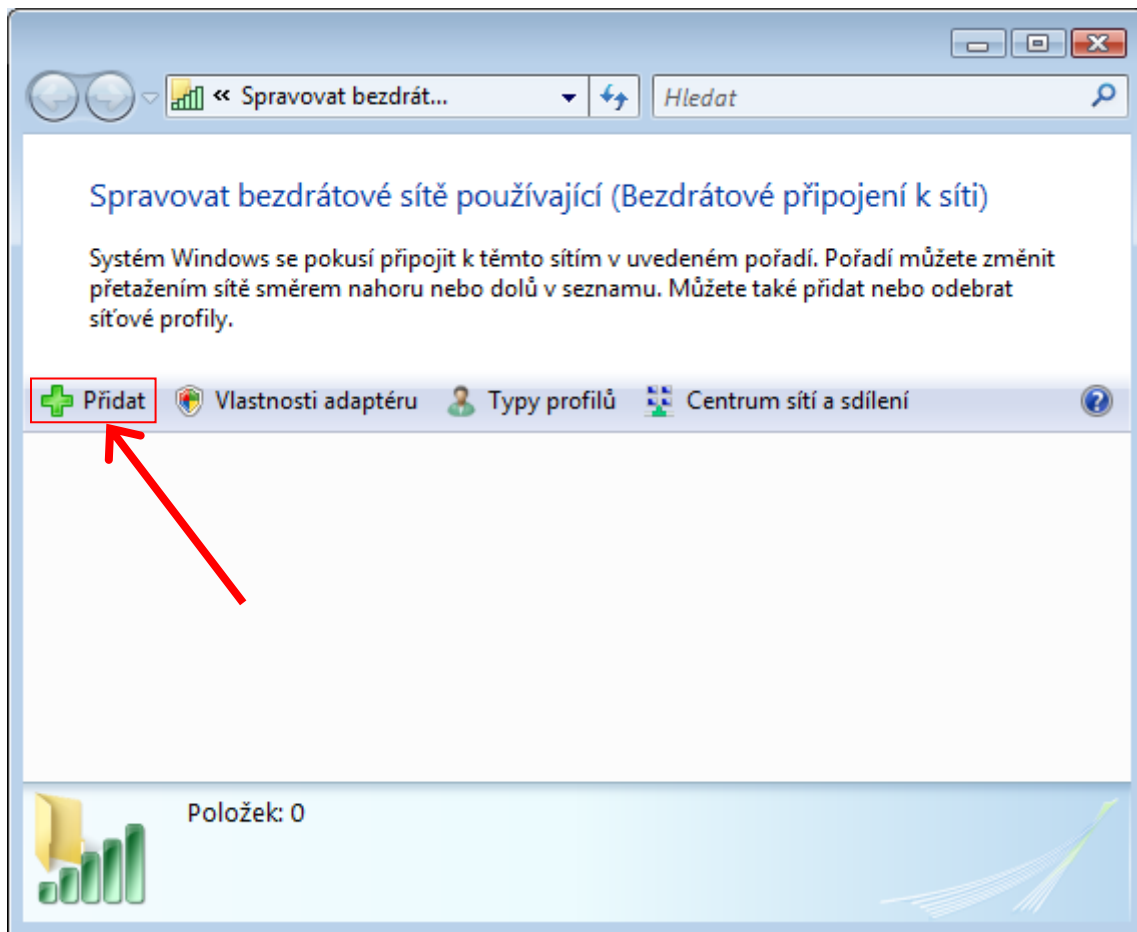 « Spravovat bezdrát...
Hledat
Spravovat bezdrátové sítě používající (Bezdrátové připojení k síti)
Systém Windows se pokusí připojit k těmto sítím v uvedeném pořadí. Pořadí můžete změnit
přetažením sítě směrem nahoru nebo dolů v seznamu. Můžete také přidat nebo odebrat
síťové profily.
Přidat Vlastnosti adaptéru Typy profilů Centrum sítí a sdílení
Položek: 0